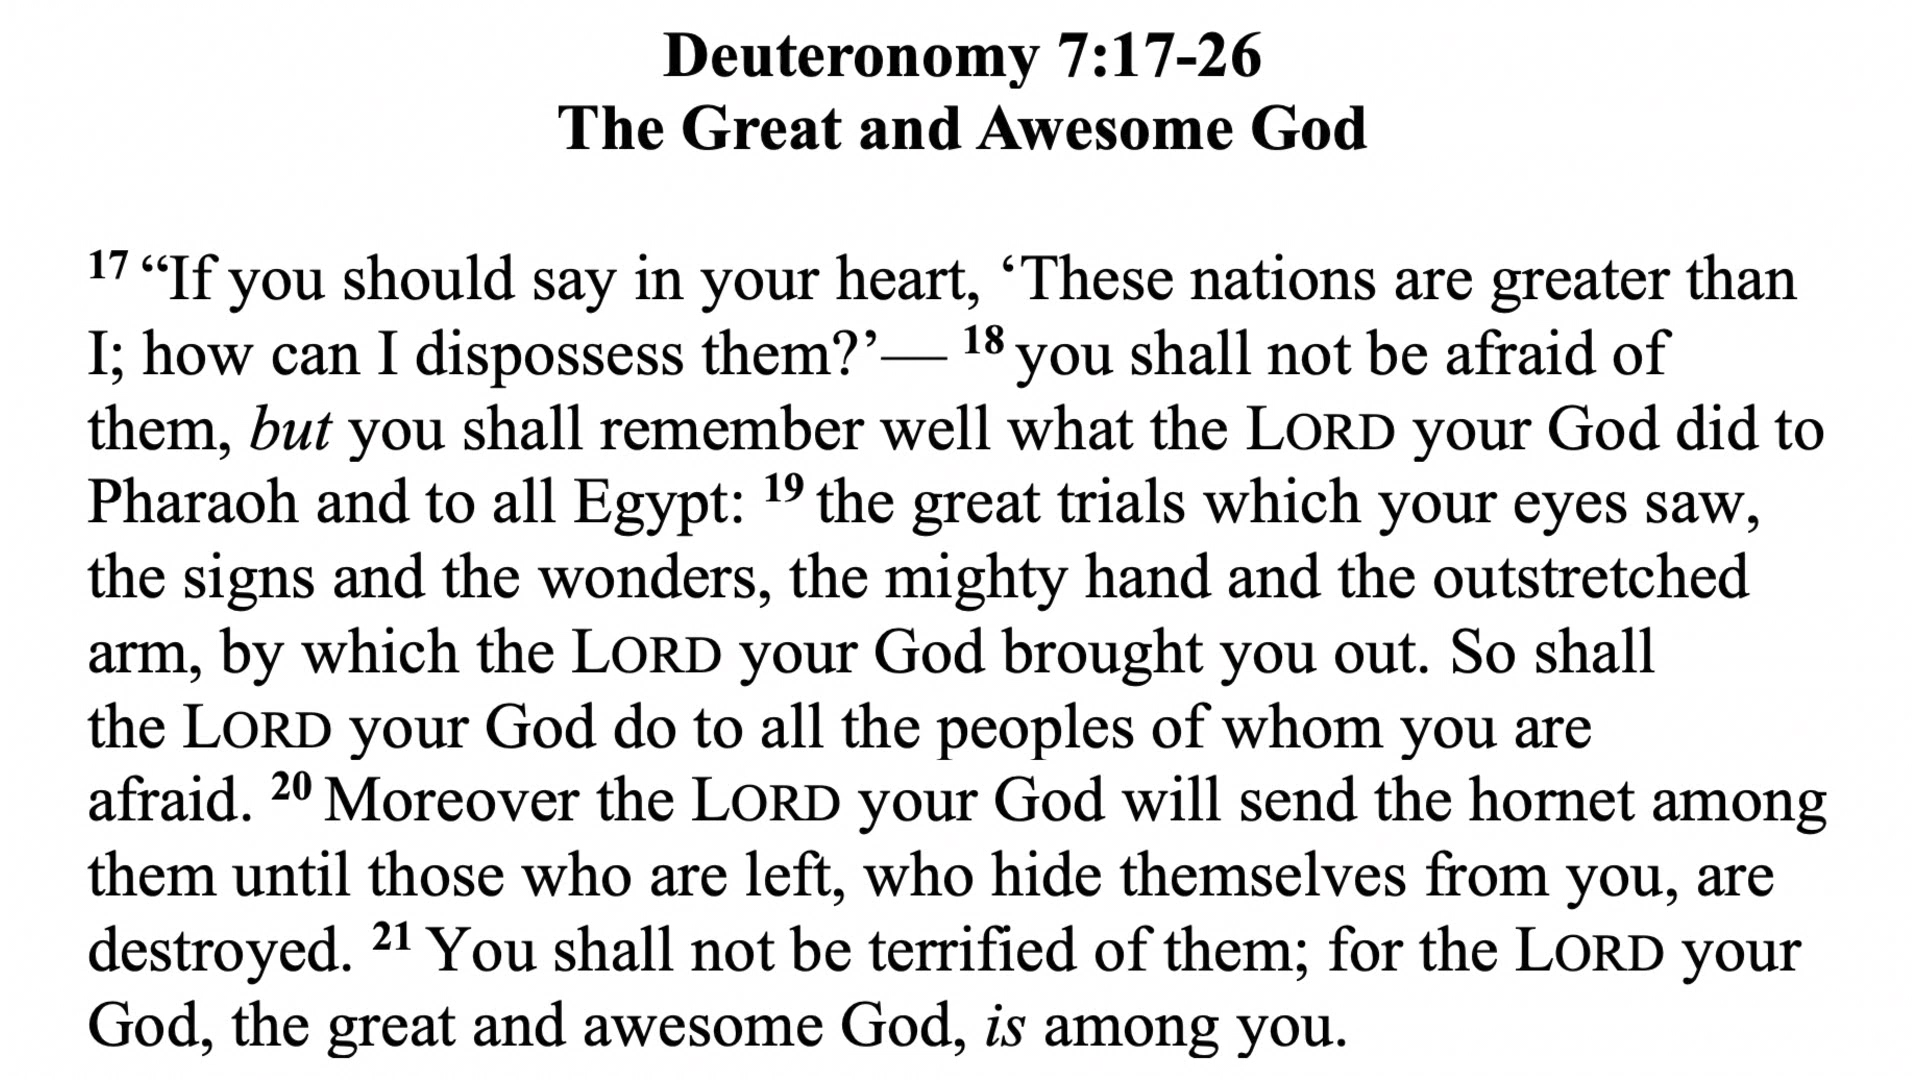 Deuteronomy 7:17-26
The Great and Awesome God
17 “If you should say in your heart, ‘These nations are greater than
I; how can I dispossess them?’— 18 you shall not be afraid of
them, but you shall remember well what the LORD your God did to
Pharaoh and to all Egypt: 19 the great trials which your eyes saw,
the signs and the wonders, the mighty hand and the outstretched
arm, by which the LORD your God brought you out. So shall
the LORD your God do to all the peoples of whom you are
afraid. 20 Moreover the LORD your God will send the hornet among
them until those who are left, who hide themselves from you, are
destroyed. 21 You shall not be terrified of them; for the LORD your
God, the great and awesome God, is among you.